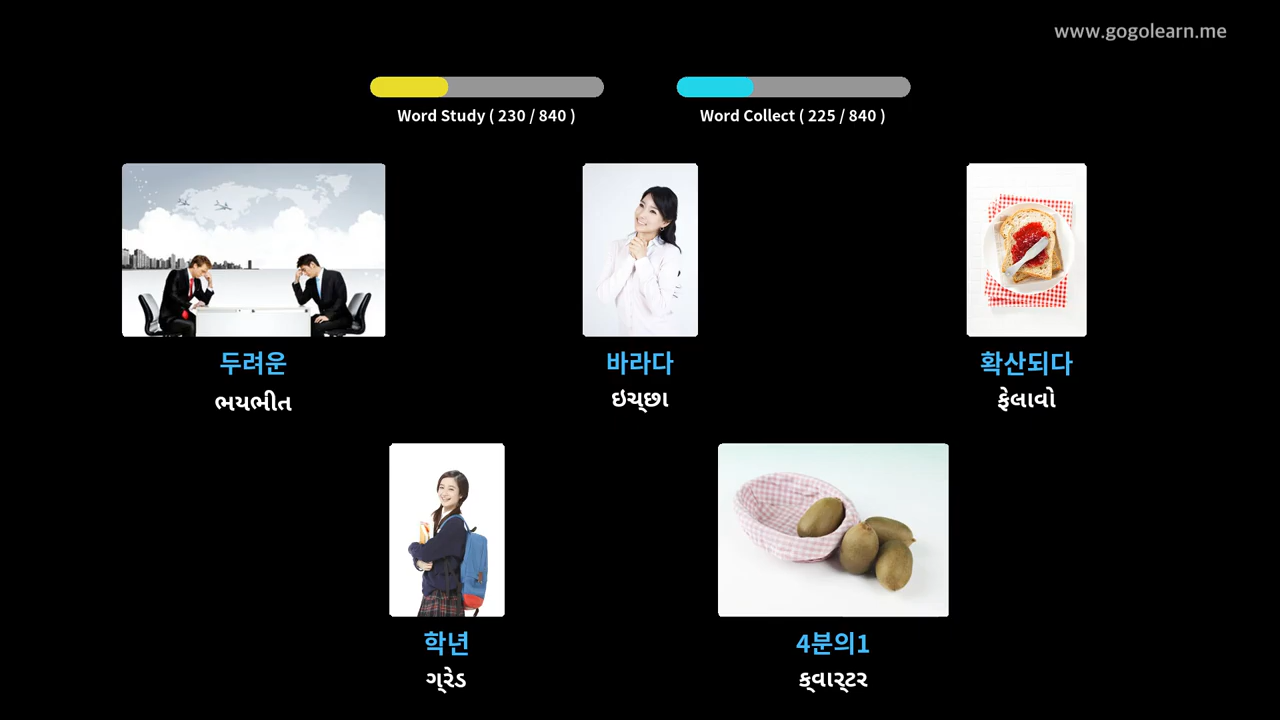 www.gogolearn.me
Word Study ( 230 / 840 )
Word Collect ( 225 / 840 )
두려운
ભયભીત
바라다
ઇચ્છા
확산되다
ફેલાવો
학년
ગ્રેડ
4분의1
ક્વાર્ટર